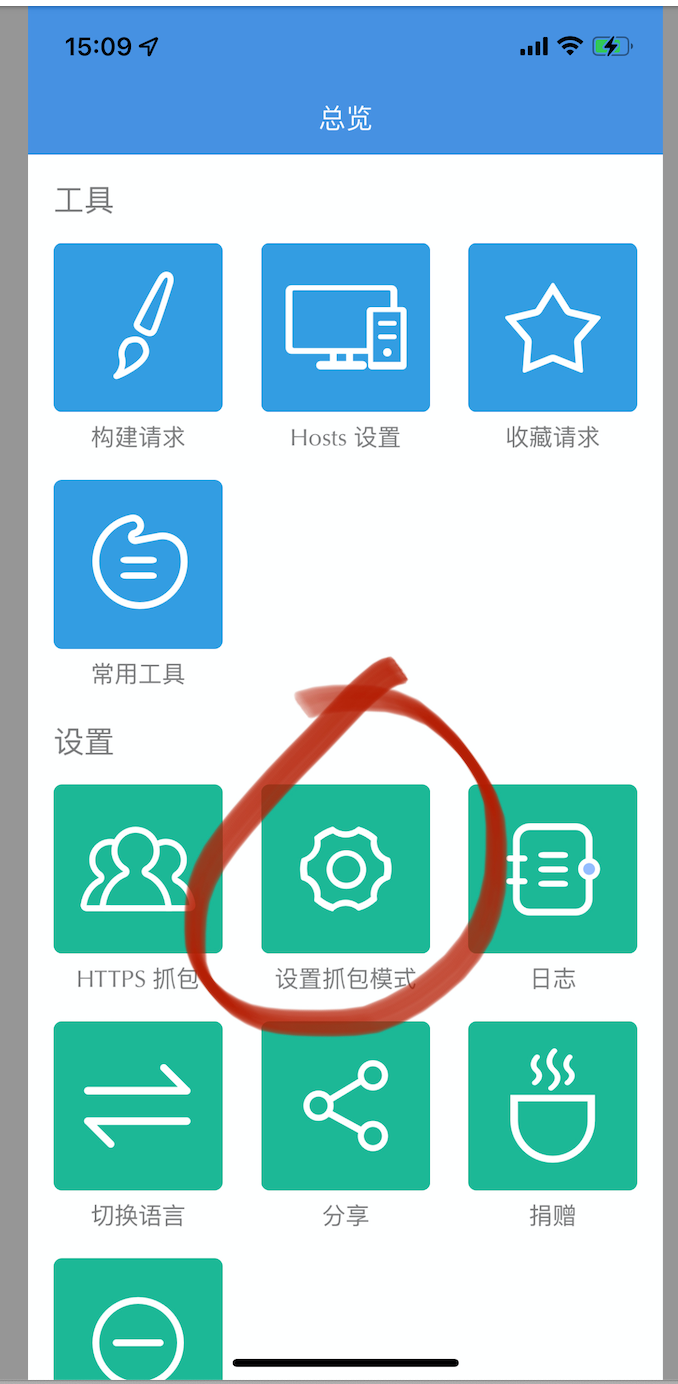 15:09
总览
工具
构建请求
Hosts 设置
收藏请求
常用工具
设置
HTTPS 抓包
设置抓包模式
日志
切换语言
分享
捐赠